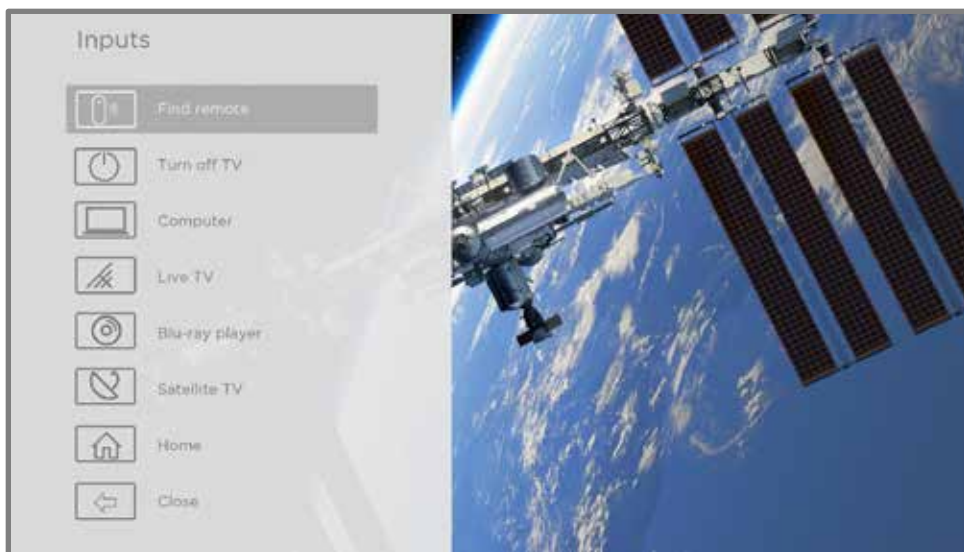 Inputs
Find remote
Turn off TV
Computer
Live TV
Blu-ray player
Satellite TV
Home
Close